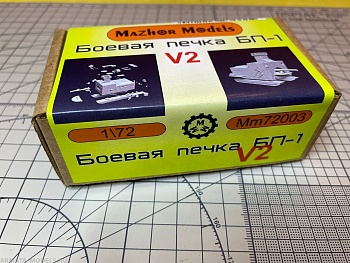 MAZHOR MODELS
Боевая печка БП-1
V2
1\72
M
Mm72003
Боевая печка БП-1
V2